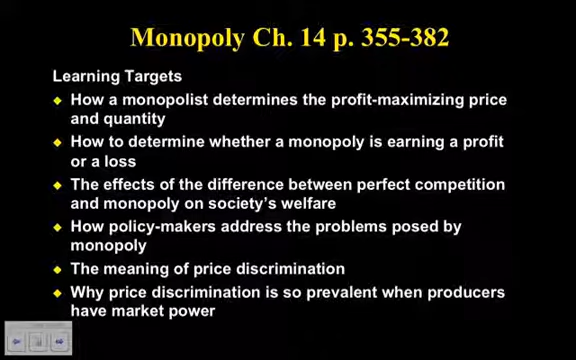 Monopoly Ch. 14 p. 355-382
Learning Targets
How a monopolist determines the profit-maximizing price
and quantity
How to determine whether a monopoly is earning a profit
or a loss
The effects of the difference between perfect competition
and monopoly on society's welfare
How policy-makers address the problems posed by
monopoly
The meaning of price discrimination
Why price discrimination is so prevalent when producers
have market power